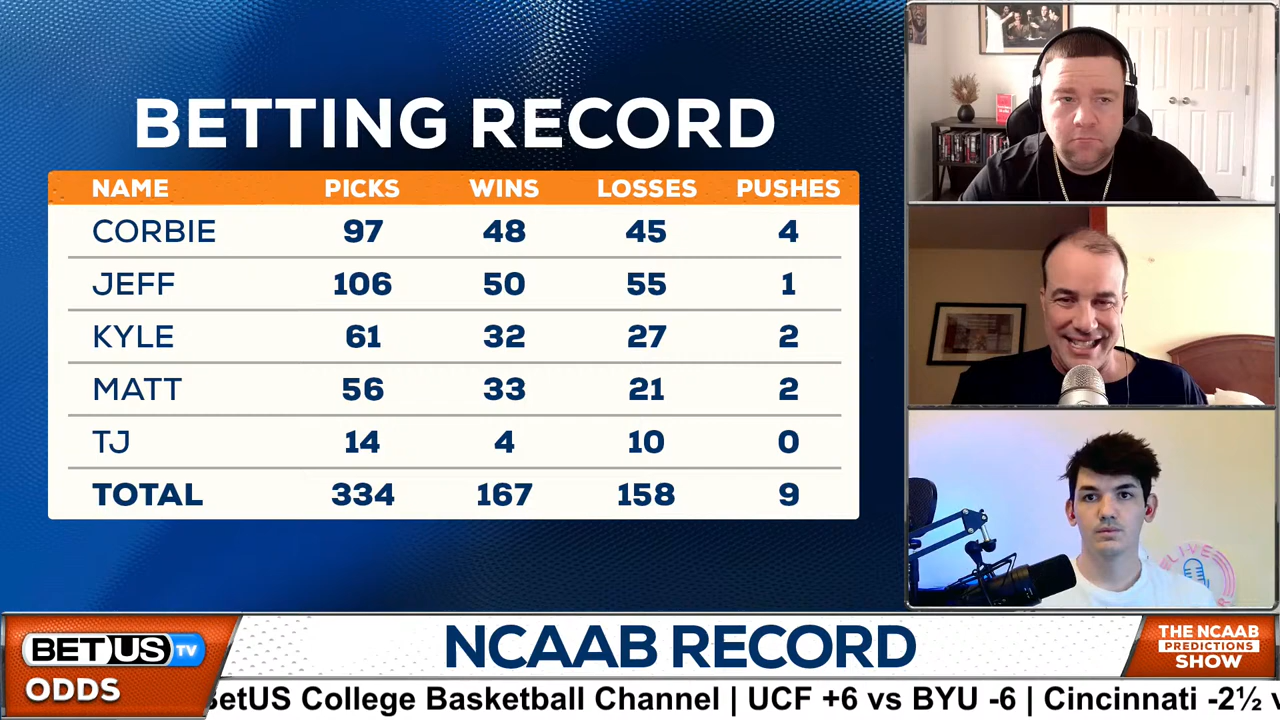 BETTING RECORD
NAME PICKS WINS LOSSES PUSHES
CORBIE 97 48 45 4
JEFF 106 50 55 1
KYLE 61 32 27 2
MATT 56 33 21 2
TJ 14 4 10 0
TOTAL 334 167 158 9
LIVE
BETUS TV
ODDS
NCAAB RECORD
THE NCAAB
PREDICTIONS
SHOW
BetUS College Basketball Channel | UCF +6 vs BYU -6 | Cincinnati -2½ v